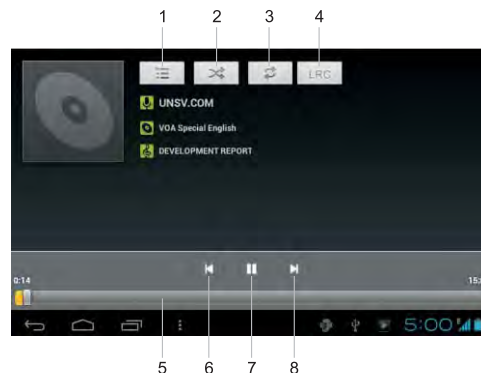 1 2 3 4
LRC
UNSV.COM
VOA Special English
DEVELOPMENT REPORT
0:14
5:00
5 6 7 8